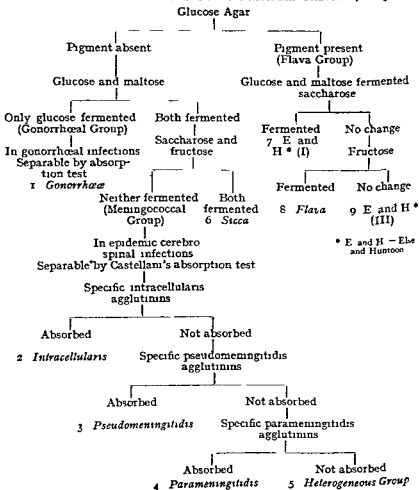 Glucose Agar
Pigment absent
Pigment present
(Flava Group)
Glucose and maltose
Glucose and maltose fermented
saccharose
Only glucose fermented
(Gonorrhœal Group)
Both fermented
Fermented
7 E and
H * (I)
No change
In gonorrhœal infections
Separable by absorp-
tion test
1 Gonorrhœæ
Saccharose and
fructose
Fructose
Neither fermented
(Meningococcal
Group)
Both
fermented
6 Sicca
Fermented
8 Flava
No change
9 E and H *
(III)
In epidemic cerebro
spinal infections
Separable by Castellani's absorption test
* E and H — Elser
and Huntoon
Specific intracellularis
agglutinins
Absorbed
Not absorbed
2 Intracellularis
Specific pseudomeningitidis
agglutinins
Absorbed
Not absorbed
3 Pseudomeningitidis
Specific parameningitidis
agglutinins
Absorbed
Not absorbed
4 Parameningitidis
5 Heterogeneous Group